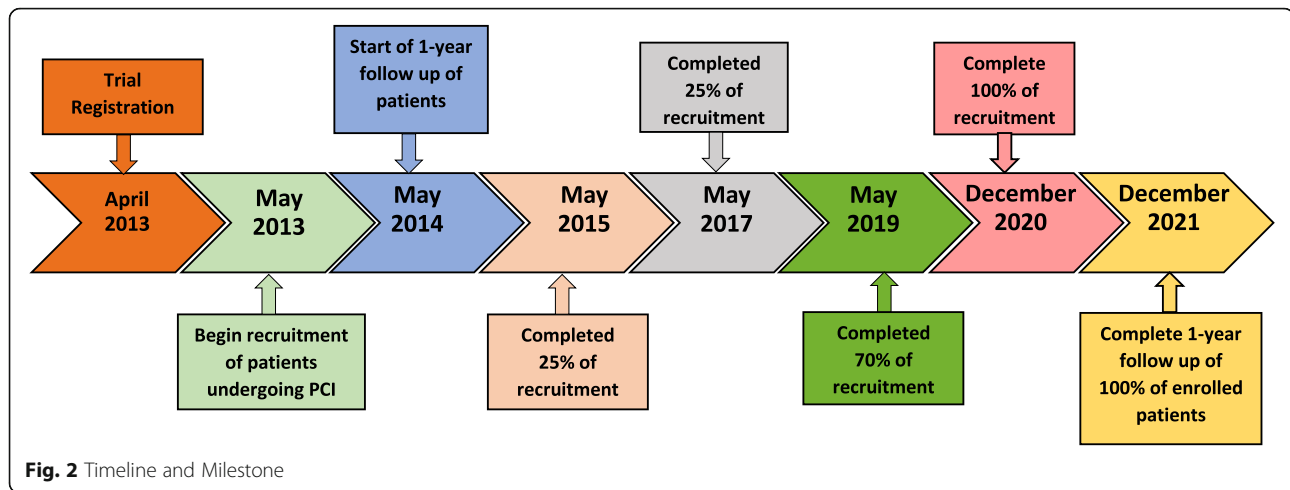 Trial
Registration
Start of 1-year
follow up of
patients
Completed
25% of
recruitment
Complete
100% of
recruitment
April
2013
May
2013
May
2014
May
2015
May
2017
May
2019
December
2020
December
2021
Begin recruitment
of patients
undergoing PCI
Completed
25% of
recruitment
Completed
70% of
recruitment
Complete 1-year
follow up of
100% of enrolled
patients
Fig. 2 Timeline and Milestone